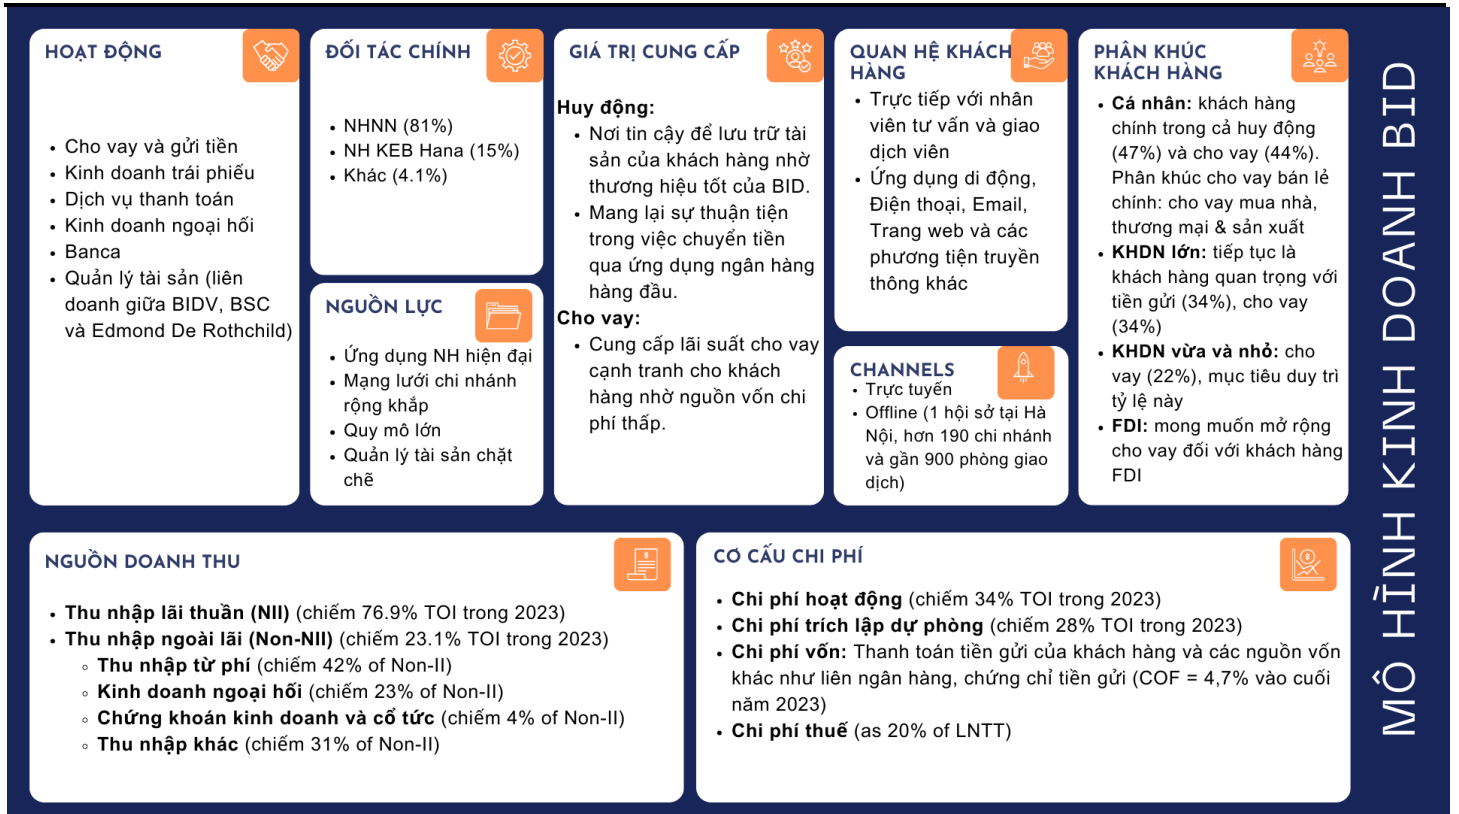 HOẠT ĐỘNG
Cho vay và gửi tiền
Kinh doanh trái phiếu
Dịch vụ thanh toán
Kinh doanh ngoại hối
Banca
Quản lý tài sản (liên
doanh giữa BIDV, BSC
và Edmond De Rothchild)
ĐỐI TÁC CHÍNH
NHNN (81%)
NH KEB Hana (15%)
Khác (4.1%)
NGUỒN LỰC
Ứng dụng NH hiện đại
Mạng lưới chi nhánh
rộng khắp
Quy mô lớn
Quản lý tài sản chặt
chẽ
GIÁ TRỊ CUNG CẤP
Huy động:
Nơi tin cậy để lưu trữ tài
sản của khách hàng nhờ
thương hiệu tốt của BID.
Mang lại sự thuận tiện
trong việc chuyển tiền
qua ứng dụng ngân hàng
hàng đầu.
Cho vay:
Cung cấp lãi suất cho vay
cạnh tranh cho khách
hàng nhờ nguồn vốn chi
phí thấp.
QUAN HỆ KHÁCH
HÀNG
Trực tiếp với nhân
viên tư vấn và giao
dịch viên
Ứng dụng di động,
Điện thoại, Email,
Trang web và các
phương tiện truyền
thông khác
CHANNELS
Trực tuyến
Offline (1 hội sở tại Hà
Nội, hơn 190 chi nhánh
và gần 900 phòng giao
dịch)
PHÂN KHÚC
KHÁCH HÀNG
Cá nhân: khách hàng
chính trong cả huy động
(47%) và cho vay (44%).
Phân khúc cho vay bán lẻ
chính: cho vay mua nhà,
thương mại & sản xuất
KHDN lớn: tiếp tục là
khách hàng quan trọng với
tiền gửi (34%), cho vay
(34%)
KHDN vừa và nhỏ: cho
vay (22%), mục tiêu duy trì
tỷ lệ này
FDI: mong muốn mở rộng
cho vay đối với khách hàng
FDI
NGUỒN DOANH THU
Thu nhập lãi thuần (NII) (chiếm 76.9% TOI trong 2023)
Thu nhập ngoài lãi (Non-NII) (chiếm 23.1% TOI trong 2023)
Thu nhập từ phí (chiếm 42% of Non-II)
Kinh doanh ngoại hối (chiếm 23% of Non-II)
Chứng khoán kinh doanh và cổ tức (chiếm 4% of Non-II)
Thu nhập khác (chiếm 31% of Non-II)
CƠ CẤU CHI PHÍ
Chi phí hoạt động (chiếm 34% TOI trong 2023)
Chi phí trích lập dự phòng (chiếm 28% TOI trong 2023)
Chi phí vốn: Thanh toán tiền gửi của khách hàng và các nguồn vốn
khác như liên ngân hàng, chứng chỉ tiền gửi (COF = 4,7% vào cuối
năm 2023)
Chi phí thuế (as 20% of LNTT)
MÔ HÌNH KINH DOANH BID